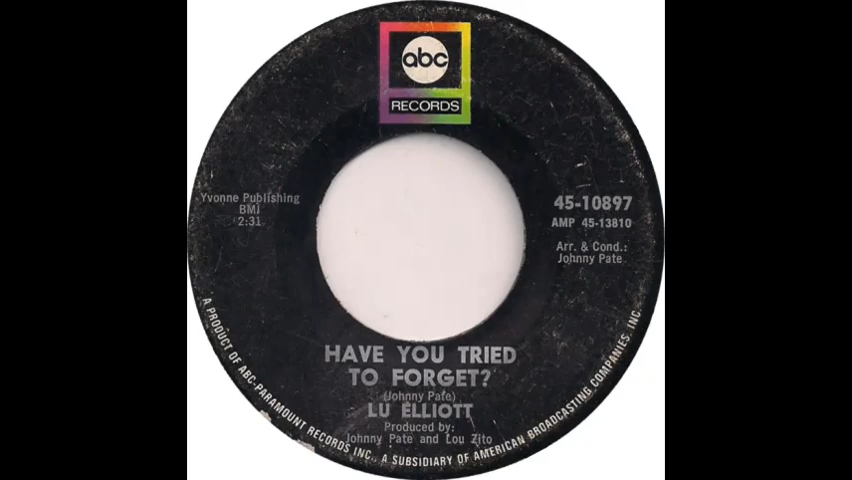 abc
RECORDS
Yvonne Publishing
BMI
2:31
45-10897
AMP 45-13810
Arr. & Cond.:
Johnny Pate
HAVE YOU TRIED
TO FORGET?
(Johnny Pate)
LU ELLIOTT
Produced by:
Johnny Pate and Lou Zito
A PRODUCT OF ABC-PARAMOUNT RECORDS INC. A SUBSIDIARY OF AMERICAN BROADCASTING COMPANIES, INC.